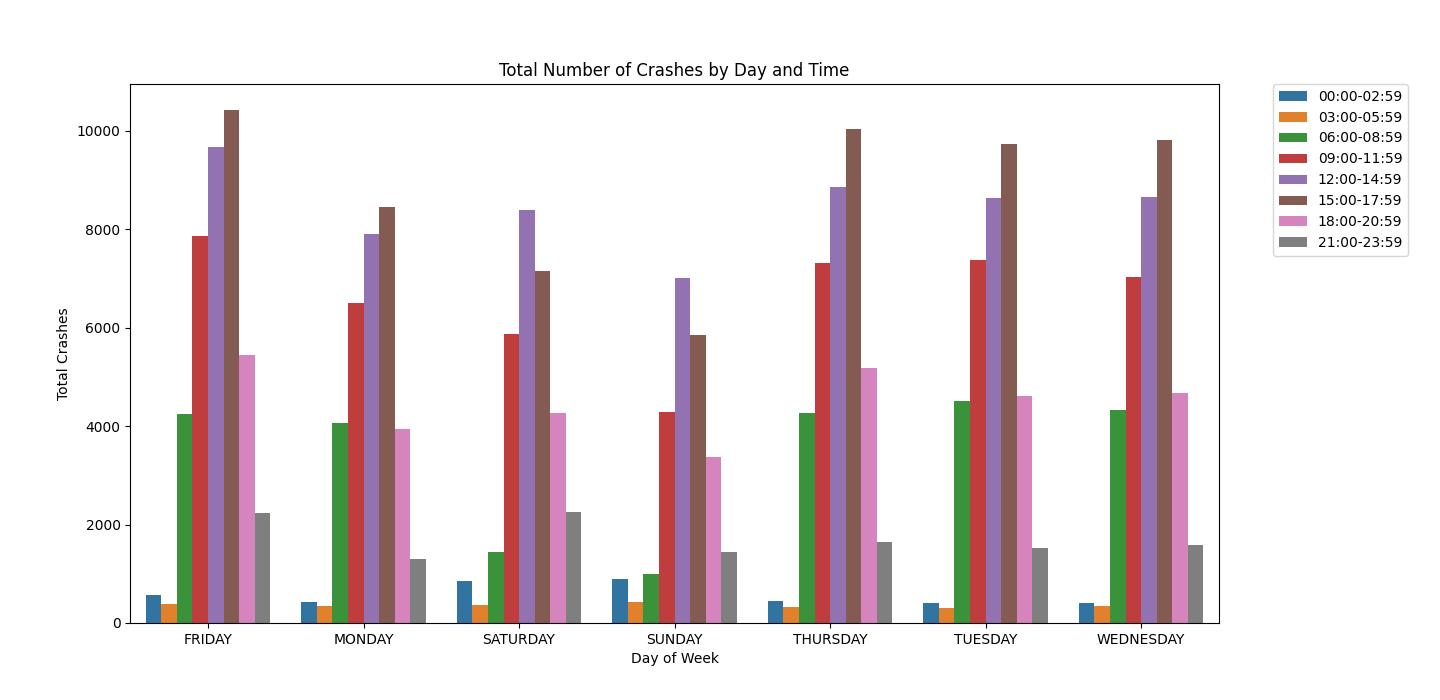 Total Number of Crashes by Day and Time
Total Crashes
10000
8000
6000
4000
2000
0
FRIDAY
MONDAY
SATURDAY
SUNDAY
THURSDAY
TUESDAY
WEDNESDAY
Day of Week
00:00-02:59
03:00-05:59
06:00-08:59
09:00-11:59
12:00-14:59
15:00-17:59
18:00-20:59
21:00-23:59